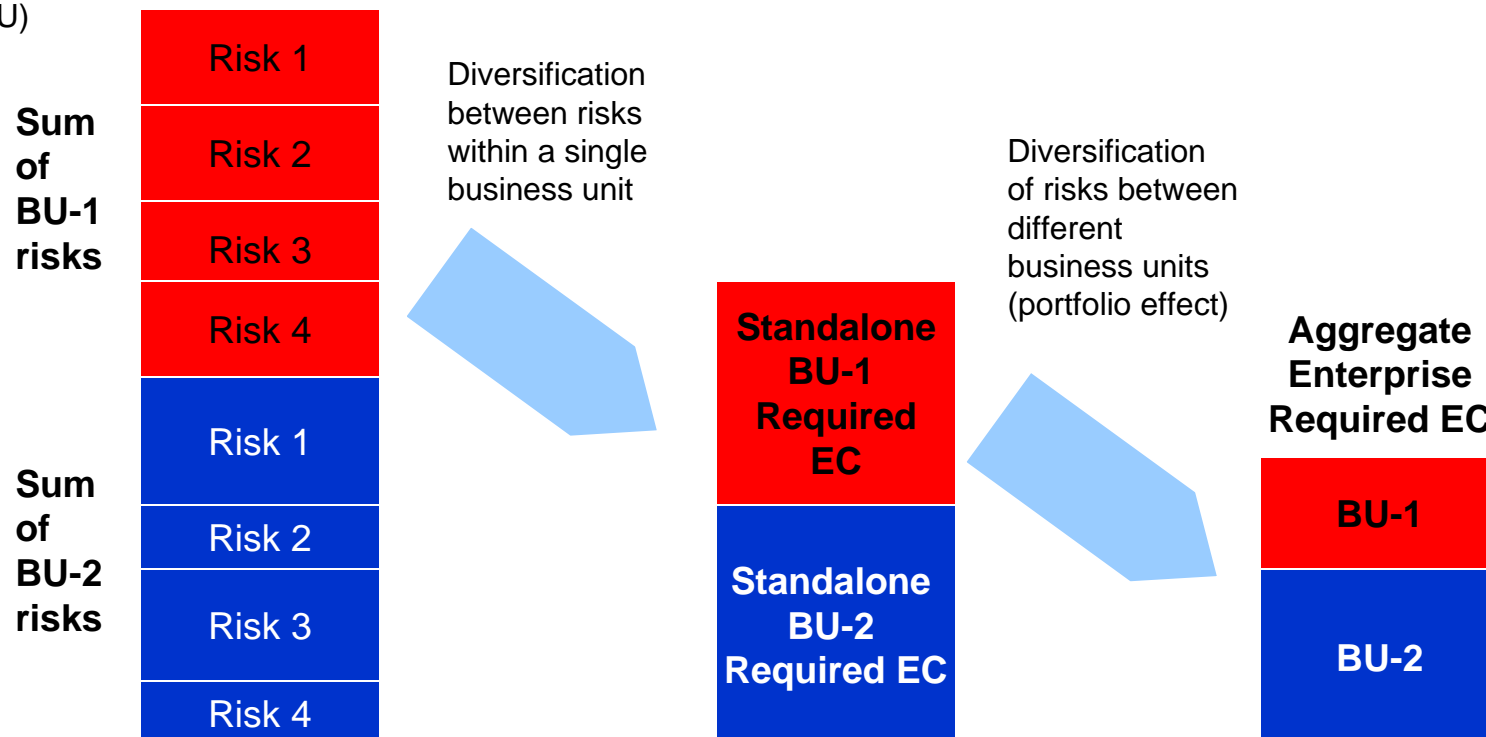 U)
Sum
of
BU-1
risks
Risk 1
Risk 2
Risk 3
Risk 4
Sum
of
BU-2
risks
Risk 1
Risk 2
Risk 3
Risk 4
Diversification
between risks
within a single
business unit
Standalone
BU-1
Required
EC
Standalone
BU-2
Required EC
Diversification
of risks between
different
business units
(portfolio effect)
Aggregate
Enterprise
Required EC
BU-1
BU-2